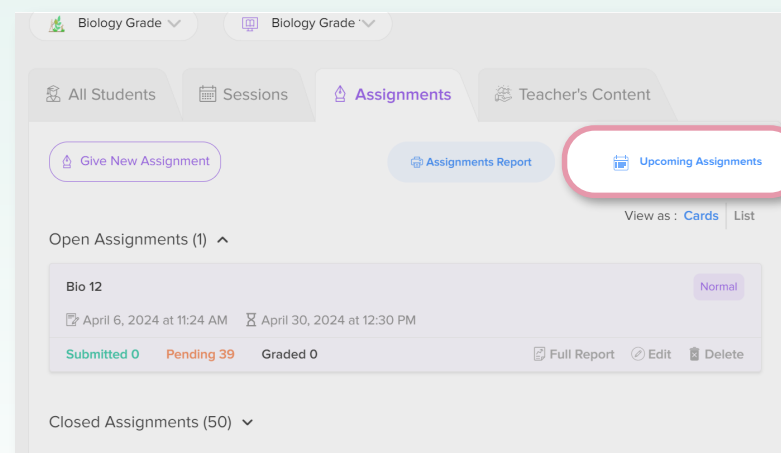 Biology Grade
Biology Grade
All Students
Sessions
Assignments
Teacher's Content
Give New Assignment
Assignments Report
Upcoming Assignments
View as : Cards List
Open Assignments (1)
Bio 12
Normal
April 6, 2024 at 11:24 AM April 30, 2024 at 12:30 PM
Submitted 0 Pending 39 Graded 0
Full Report Edit Delete
Closed Assignments (50)